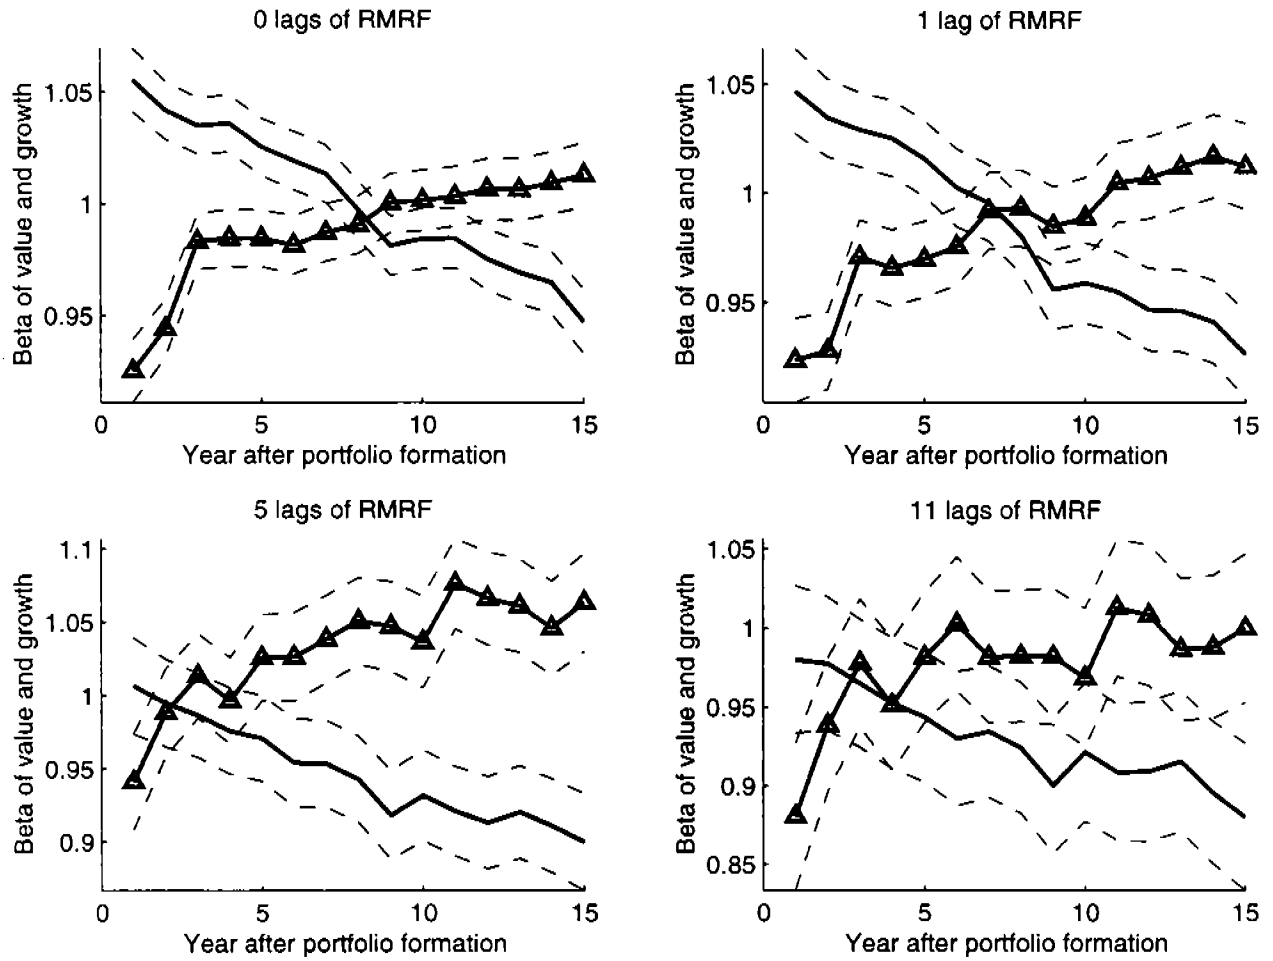 0 lags of RMRF
Beta of value and growth
1.05
1
0.95
0
5
10
15
Year after portfolio formation
1 lag of RMRF
Beta of value and growth
1.05
1
0.95
0
5
10
15
Year after portfolio formation
5 lags of RMRF
Beta of value and growth
1.1
1.05
1
0.95
0.9
0
5
10
15
Year after portfolio formation
11 lags of RMRF
Beta of value and growth
1.05
1
0.95
0.9
0.85
0
5
10
15
Year after portfolio formation